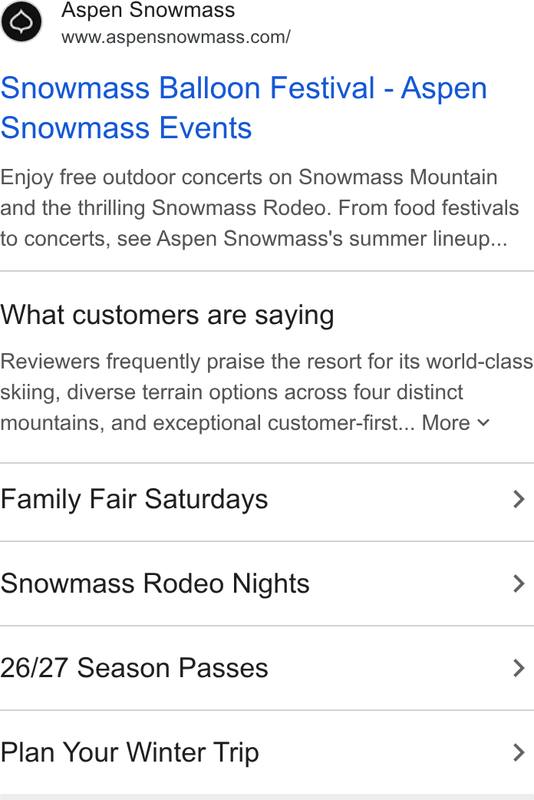 Aspen Snowmass
www.aspensnowmass.com/
Snowmass Balloon Festival - Aspen
Snowmass Events
Enjoy free outdoor concerts on Snowmass Mountain
and the thrilling Snowmass Rodeo. From food festivals
to concerts, see Aspen Snowmass's summer lineup...
What customers are saying
Reviewers frequently praise the resort for its world-class
skiing, diverse terrain options across four distinct
mountains, and exceptional customer-first... More
Family Fair Saturdays
Snowmass Rodeo Nights
26/27 Season Passes
Plan Your Winter Trip